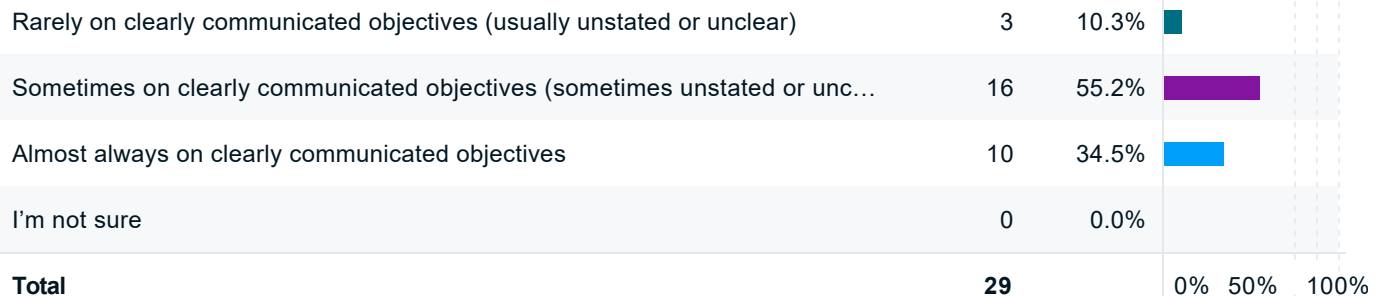 Rarely on clearly communicated objectives (usually unstated or unclear) 3 10.3%
Sometimes on clearly communicated objectives (sometimes unstated or unc… 16 55.2%
Almost always on clearly communicated objectives 10 34.5%
I’m not sure 0 0.0%
Total 29 0% 50% 100%